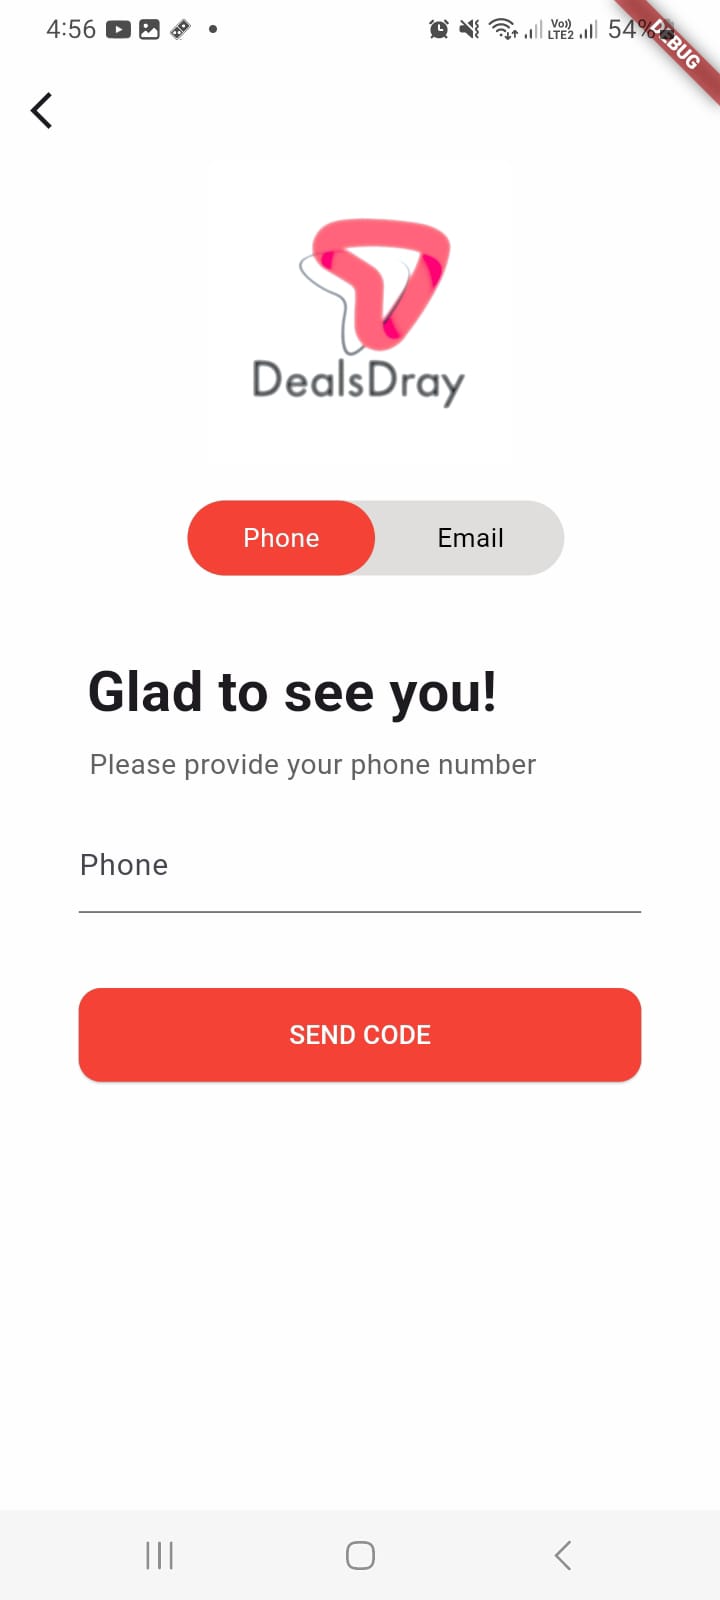 4:56
Vo)) LTE2 54%
DEBUG
DealsDray
Phone Email
Glad to see you!
Please provide your phone number
Phone
SEND CODE